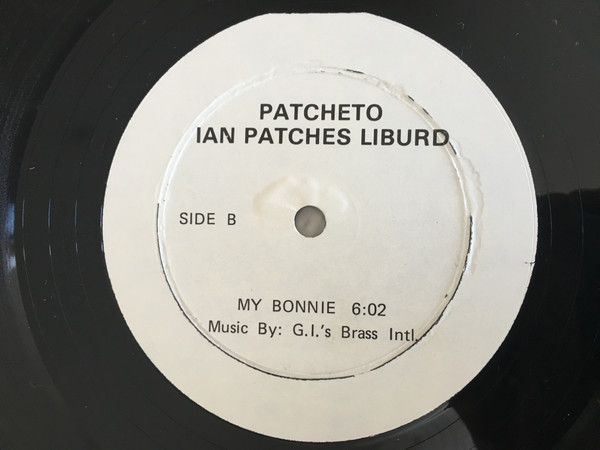 PATCHETO
IAN PATCHES LIBURD
SIDE B
MY BONNIE 6:02
Music By: G.I.'s Brass Intl.